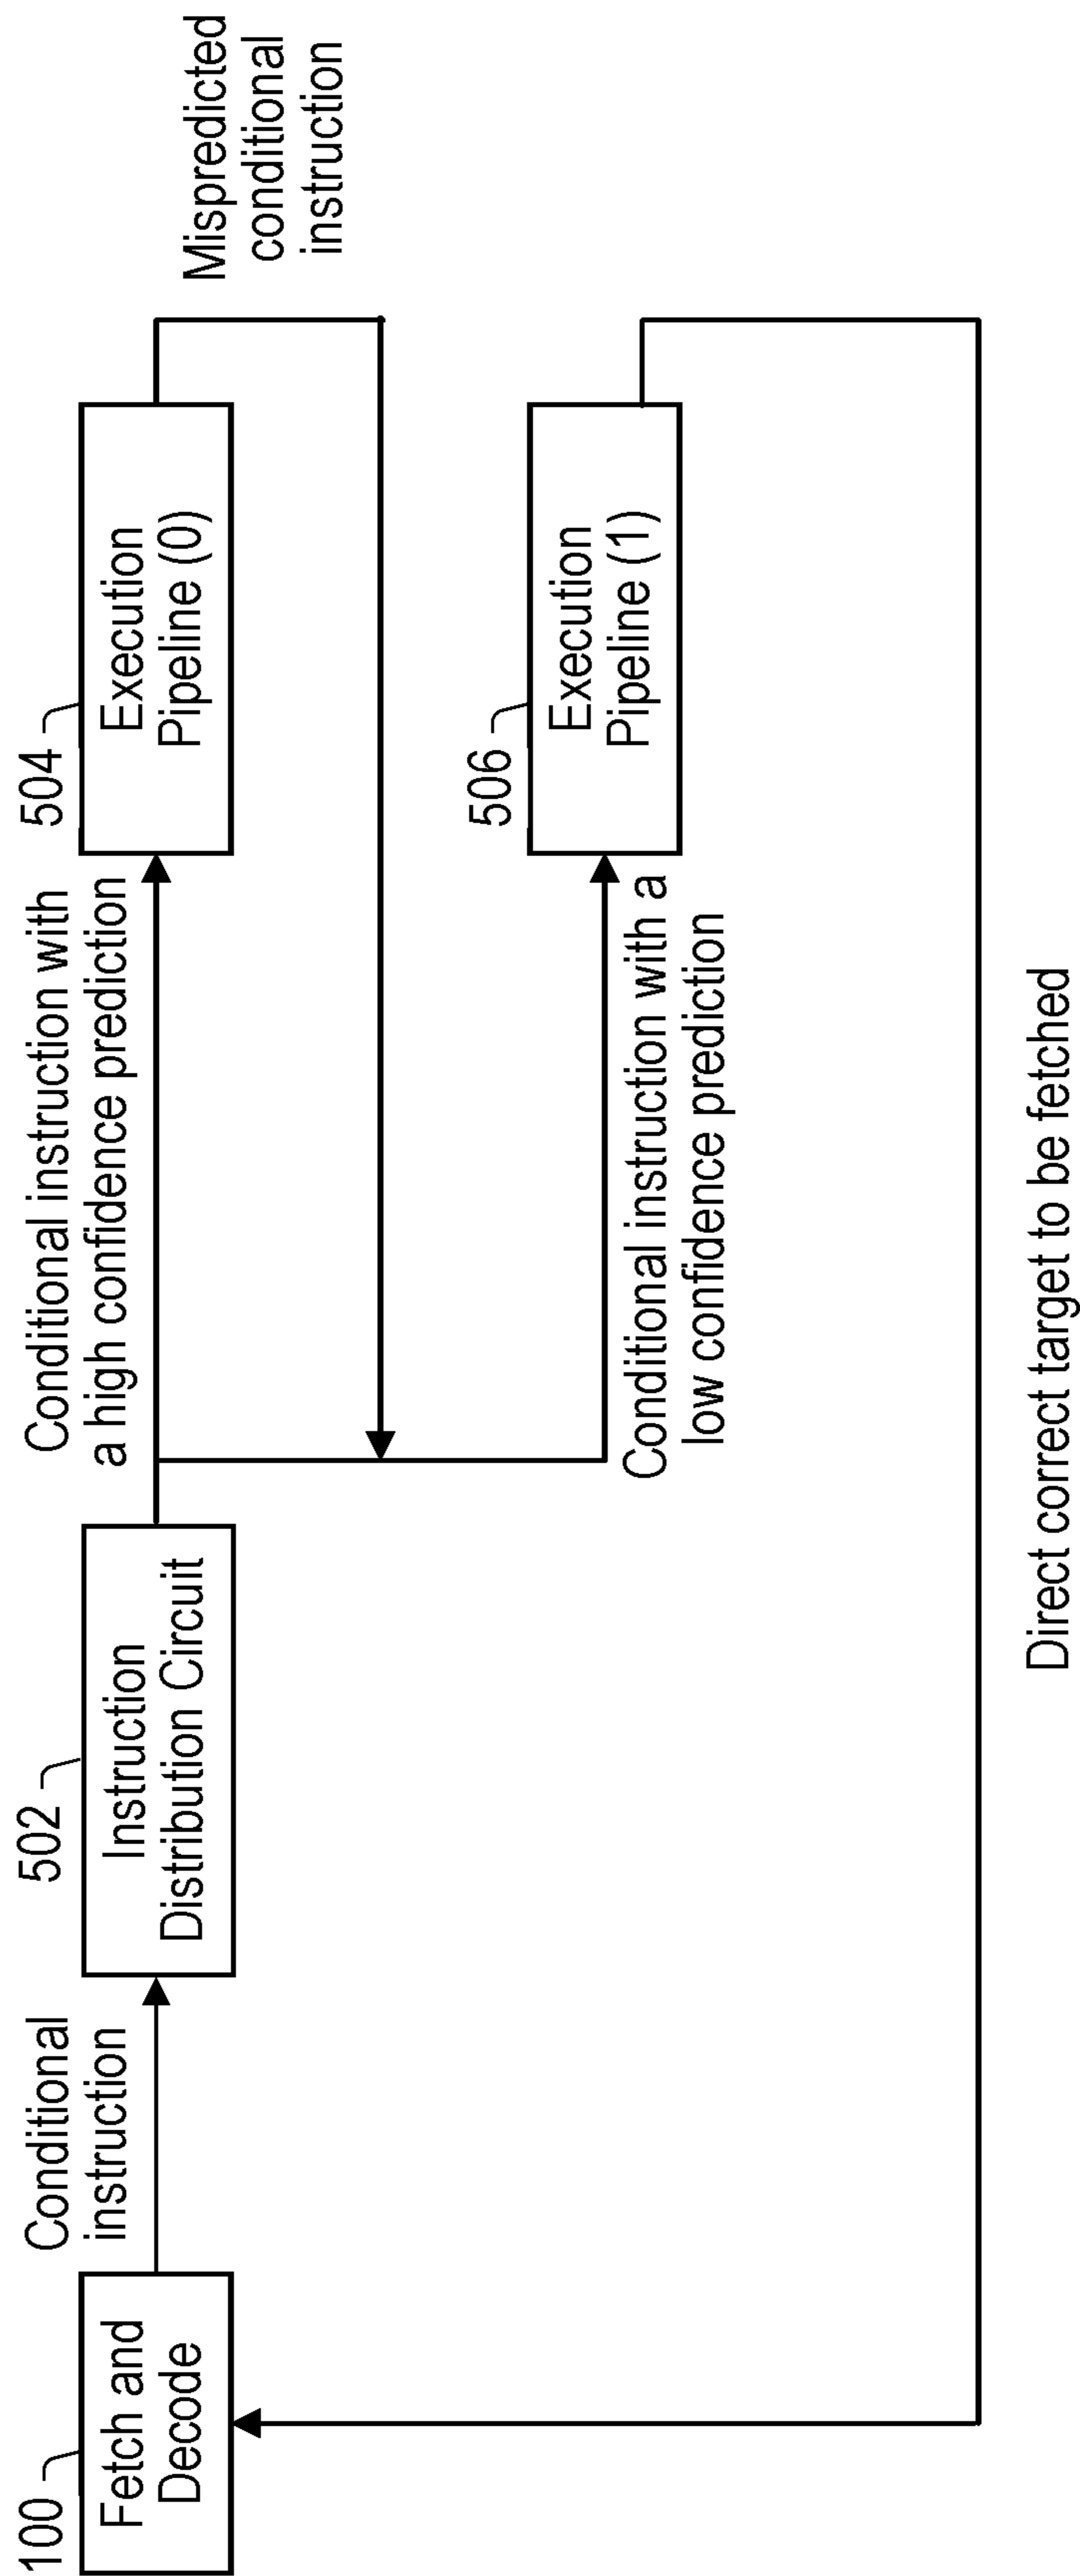 100
Fetch and
Decode
Conditional
instruction
502
Instruction
Distribution Circuit
Conditional instruction with
a high confidence prediction
504
Execution
Pipeline (0)
Mispredicted
conditional
instruction
Conditional instruction with a
low confidence prediction
506
Execution
Pipeline (1)
Direct correct target to be fetched